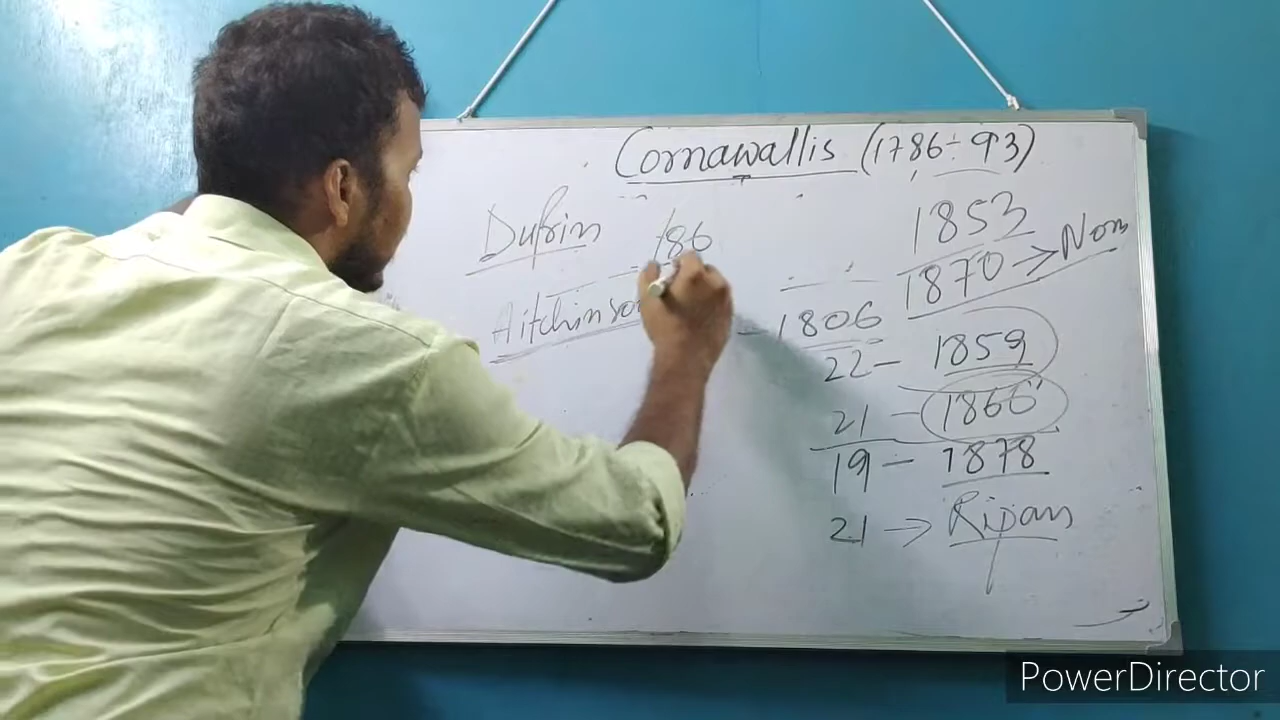 Cornawallis (1786-93)
Dufrin 186
Aitchinson
1853
1870 → Nom
1806
22 - 1859
21 - 1866
19 - 1878
21 → Ripan
PowerDirector